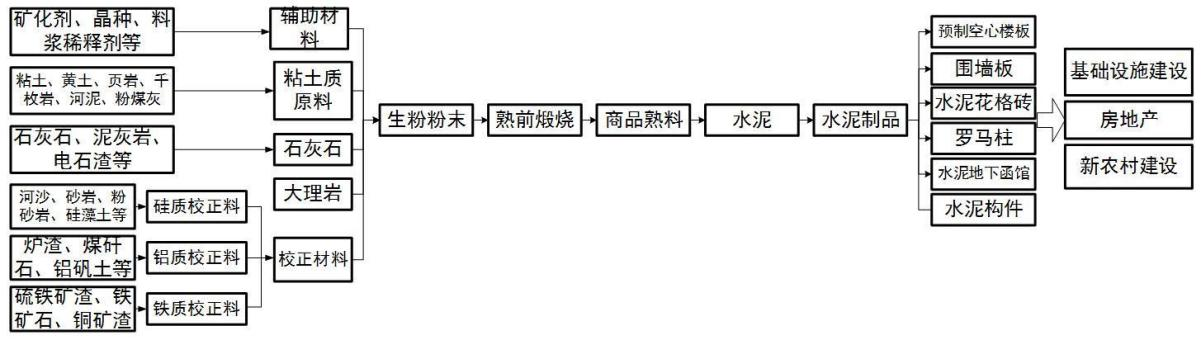 矿化剂、晶种、料
浆稀释剂等
辅助材
料
粘土、黄土、页岩、千
枚岩、河泥、粉煤灰
粘土质
原料
石灰石、泥灰岩、
电石渣等
石灰石
大理岩
河沙、砂岩、粉
砂岩、硅藻土等
硅质校正料
炉渣、煤矸
石、铝矾土等
铝质校正料
校正材料
硫铁矿渣、铁
矿石、铜矿渣
铁质校正料
生粉粉末
熟前煅烧
商品熟料
水泥
水泥制品
预制空心楼板
围墙板
水泥花格砖
罗马柱
水泥地下函馆
水泥构件
基础设施建设
房地产
新农村建设